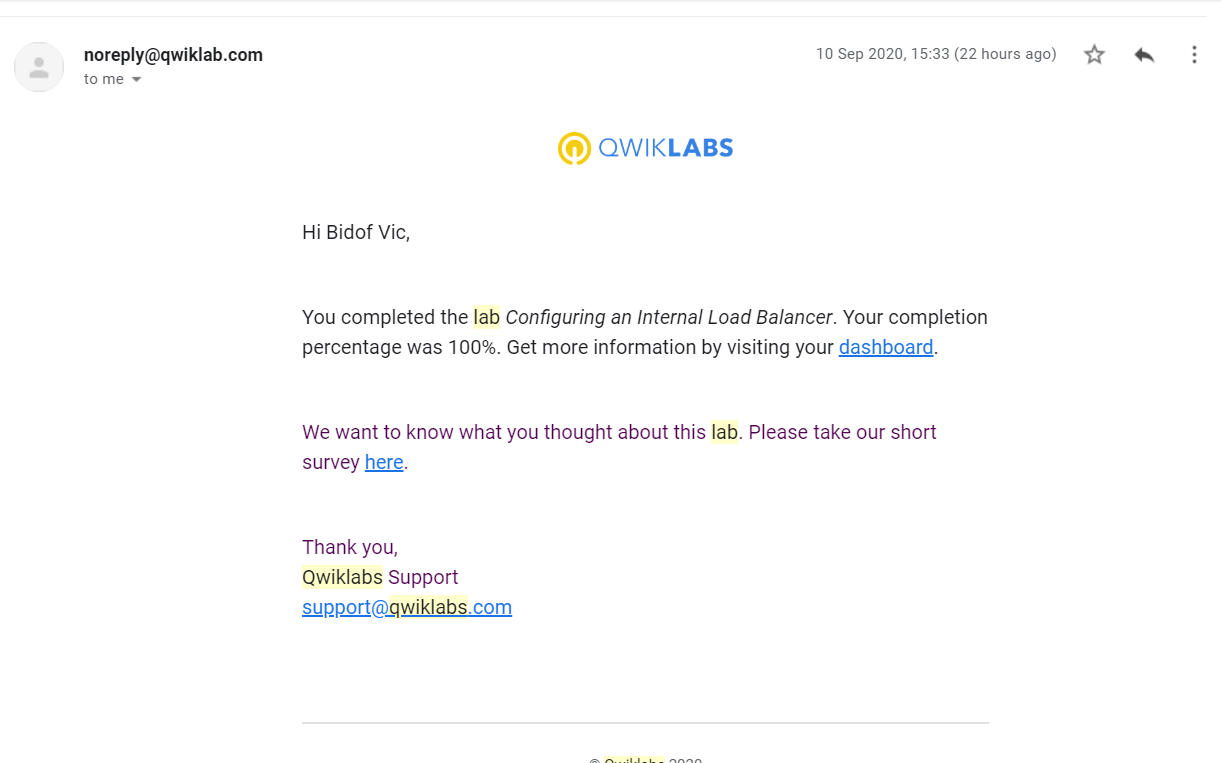 noreply@qwiklab.com
10 Sep 2020, 15:33 (22 hours ago)
to me
QWIKLABS
Hi Bidof Vic,
You completed the lab Configuring an Internal Load Balancer. Your completion
percentage was 100%. Get more information by visiting your dashboard.
We want to know what you thought about this lab. Please take our short
survey here.
Thank you,
Qwiklabs Support
support@qwiklabs.com
© Qwiklabs 2020